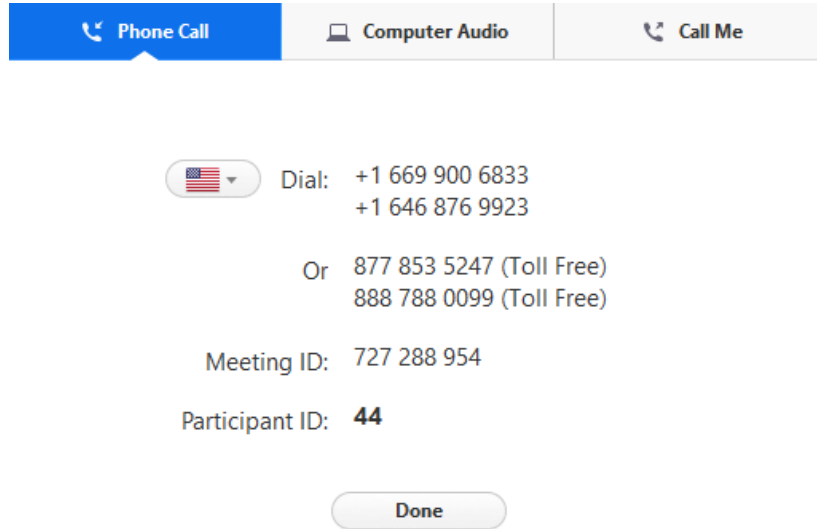 Phone Call Computer Audio Call Me
Dial: +1 669 900 6833
+1 646 876 9923
Or 877 853 5247 (Toll Free)
888 788 0099 (Toll Free)
Meeting ID: 727 288 954
Participant ID: 44
Done